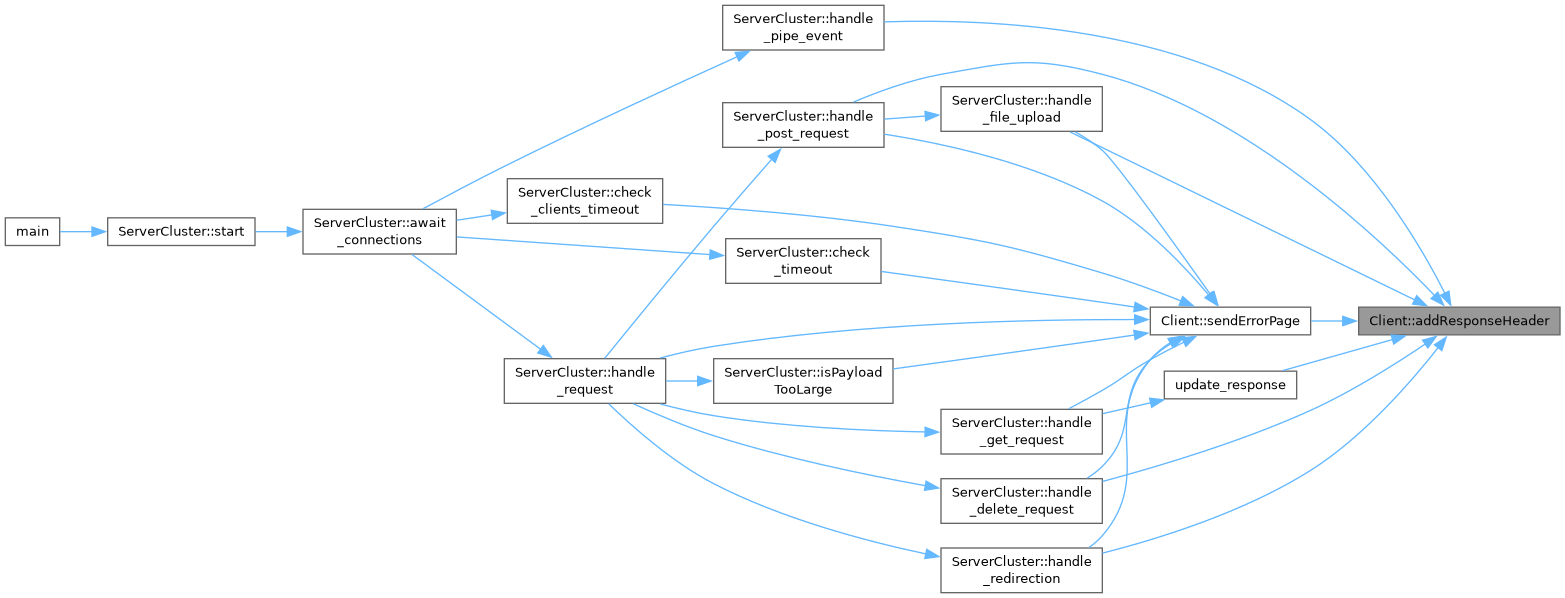 ServerCluster::handle
_pipe_event
ServerCluster::handle
_file_upload
ServerCluster::handle
_post_request
ServerCluster::check
_clients_timeout
main
ServerCluster::start
ServerCluster::await
_connections
ServerCluster::check
_timeout
Client::sendErrorPage
Client::addResponseHeader
ServerCluster::handle
_request
ServerCluster::isPayload
TooLarge
update_response
ServerCluster::handle
_get_request
ServerCluster::handle
_delete_request
ServerCluster::handle
_redirection